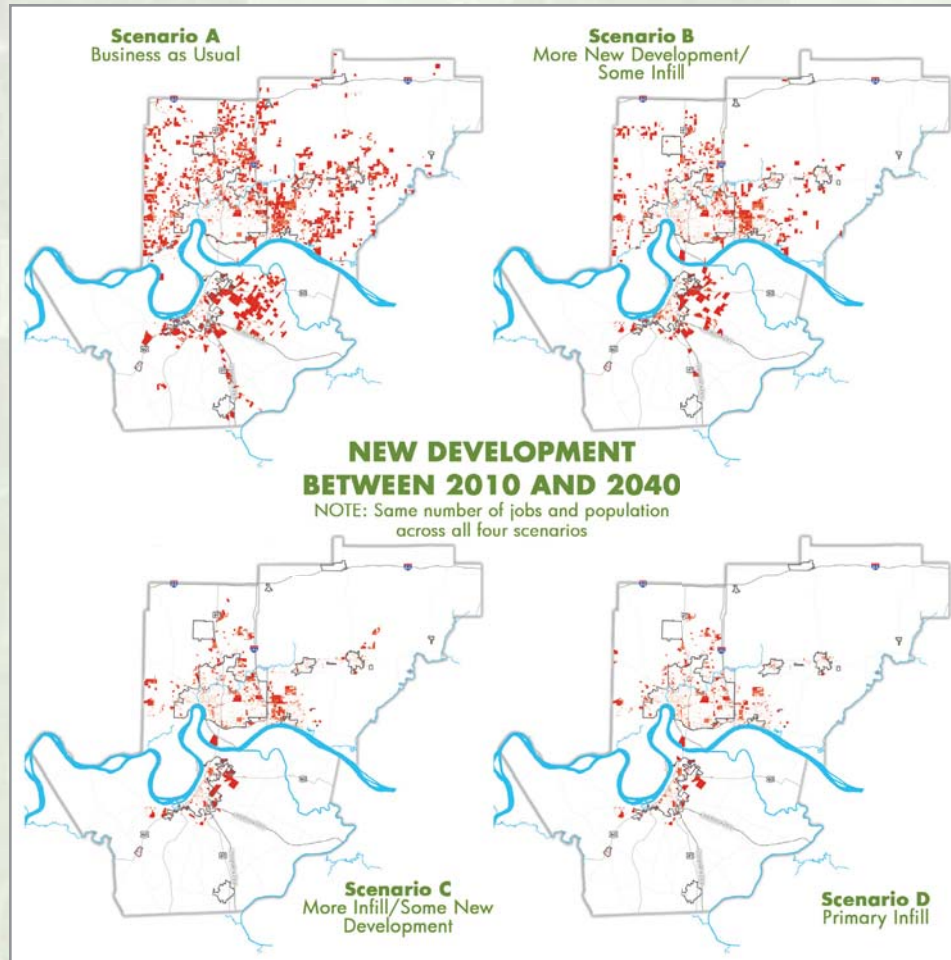 Scenario A
Business as Usual
Scenario B
More New Development/
Some Infill
NEW DEVELOPMENT
BETWEEN 2010 AND 2040
NOTE: Same number of jobs and population
across all four scenarios
Scenario C
More Infill/Some New
Development
Scenario D
Primary Infill